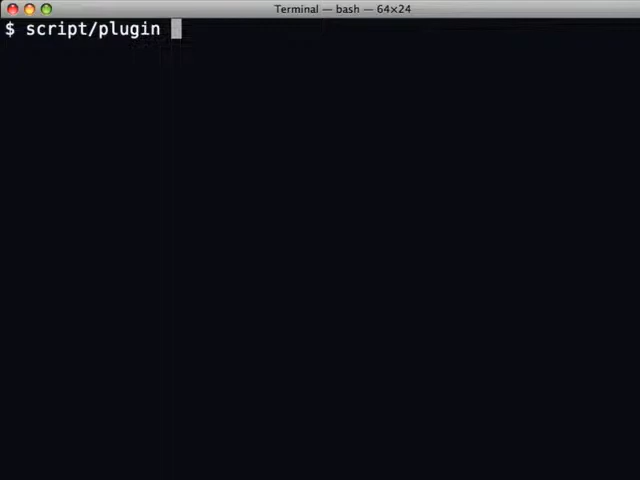 Terminal — bash — 64×24
$ script/plugin